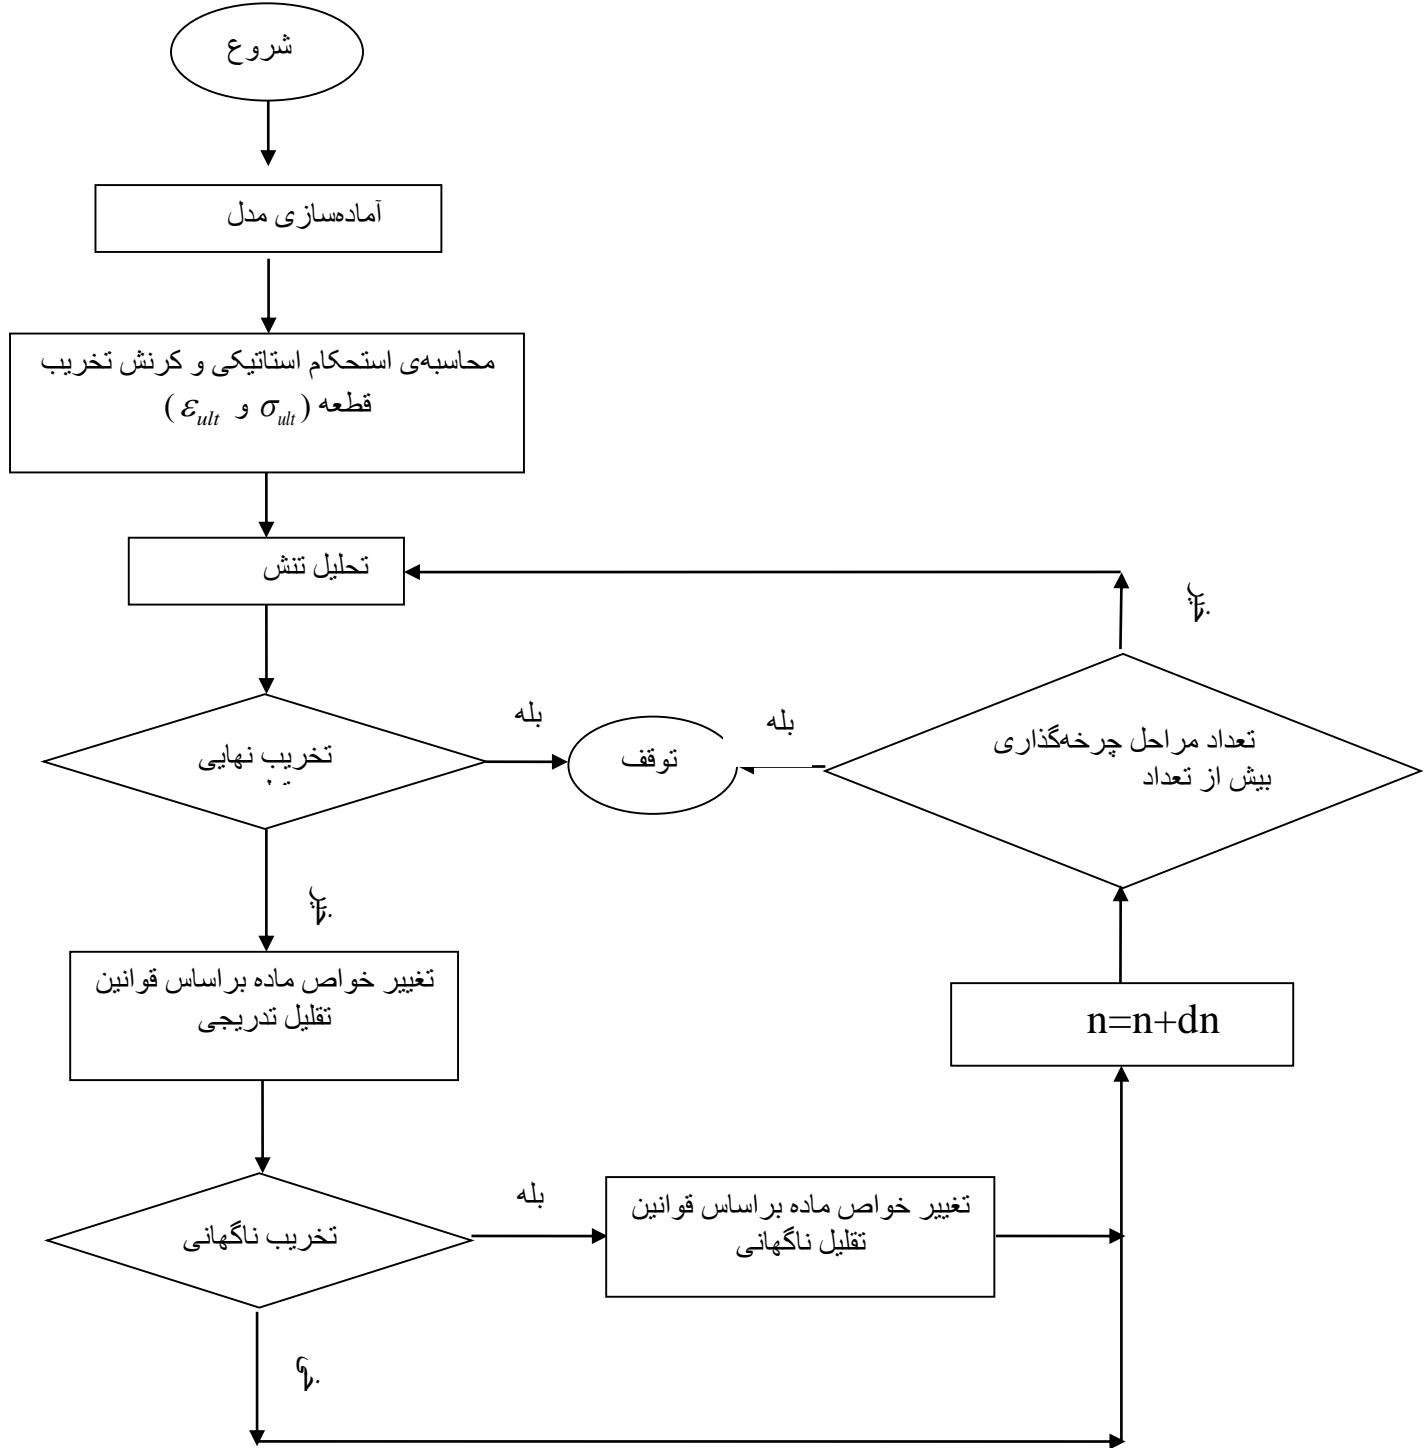 شروع
آماده‌سازی مدل
محاسبه‌ی استحکام استاتیکی و کرنش تخریب
قطعه (σult و εult)
تحلیل تنش
تخریب نهایی
بله
توقف
بله
تعداد مراحل چرخه‌گذاری
بیش از تعداد
تغییر خواص ماده براساس قوانین
تقلیل تدریجی
n=n+dn
تخریب ناگهانی
بله
تغییر خواص ماده براساس قوانین
تقلیل ناگهانی